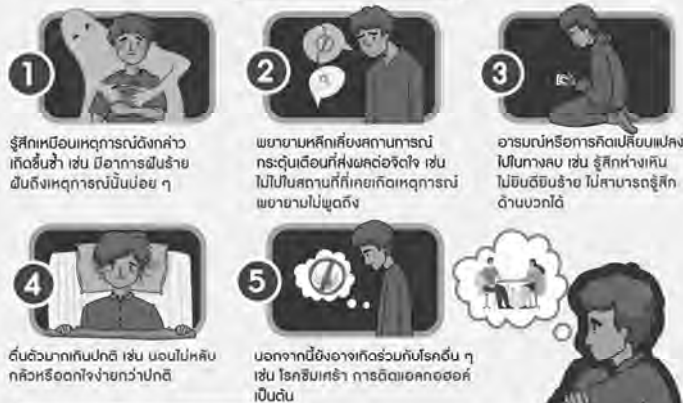 1
รู้สึกเหมือนเหตุการณ์ดังกล่าว
เกิดขึ้นซ้ำ เช่น มีอาการฝันร้าย
ฝันถึงเหตุการณ์นั้นบ่อย ๆ
2
พยายามหลีกเลี่ยงสถานการณ์
กระตุ้นเตือนที่ส่งผลต่อจิตใจ เช่น
ไม่ไปในสถานที่ที่เคยเกิดเหตุการณ์
พยายามไม่พูดถึง
3
อารมณ์หรือการคิดเปลี่ยนแปลง
ไปในทางลบ เช่น รู้สึกห่างเหิน
ไม่ยินดียินร้าย ไม่สามารถรู้สึก
ด้านบวกได้
4
ตื่นตัวมากเกินปกติ เช่น นอนไม่หลับ
กลัวหรือตกใจง่ายกว่าปกติ
5
นอกจากนี้ยังอาจเกิดร่วมกับโรคอื่น ๆ
เช่น โรคซึมเศร้า การติดแอลกอฮอล์
เป็นต้น